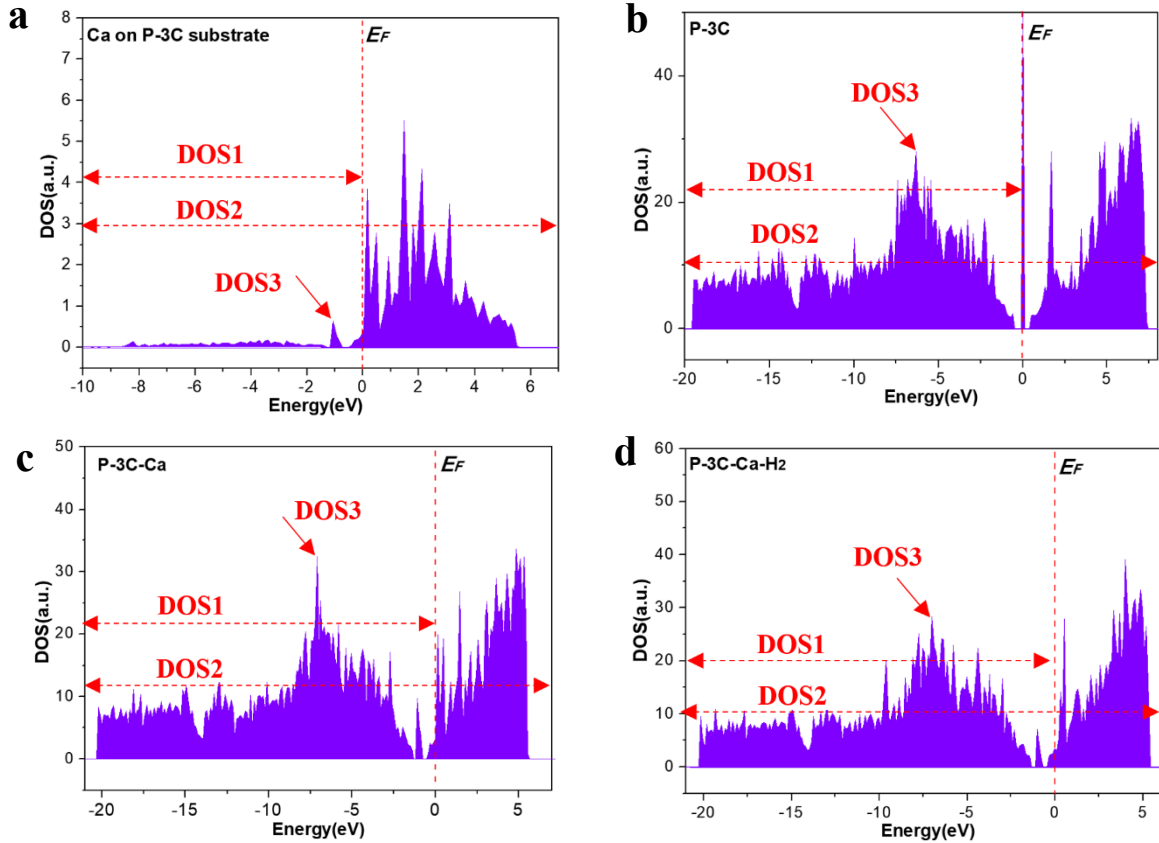 a
Ca on P-3C substrate
EF
DOS1
DOS2
DOS3
DOS(a.u.)
8
7
6
5
4
3
2
1
0
-10 -8 -6 -4 -2 0 2 4 6
Energy(eV)
b
P-3C
EF
DOS3
DOS1
DOS2
DOS(a.u.)
40
20
0
-20 -15 -10 -5 0 5
Energy(eV)
c
P-3C-Ca
EF
DOS3
DOS1
DOS2
DOS(a.u.)
50
40
30
20
10
0
-20 -15 -10 -5 0 5
Energy(eV)
d
P-3C-Ca-H2
EF
DOS3
DOS1
DOS2
DOS(a.u.)
60
50
40
30
20
10
0
-20 -15 -10 -5 0 5
Energy(eV)